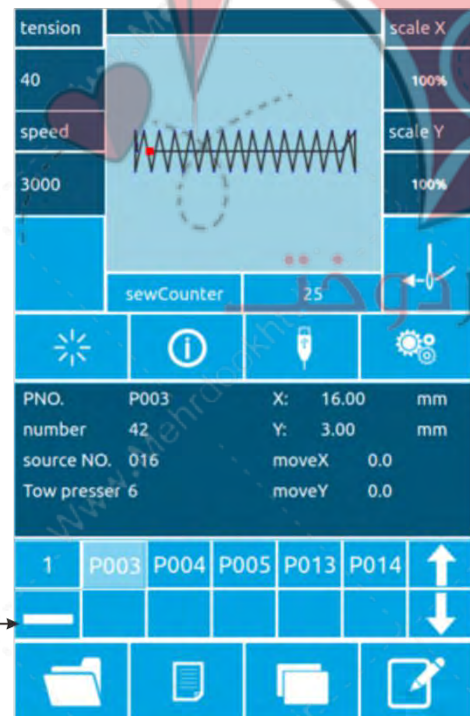 tension
scale X
40
100%
speed
scale Y
3000
100%
sewCounter 25
PNO. P003 X: 16.00 mm
number 42 Y: 3.00 mm
source NO. 016 moveX 0.0
Tow presser 6 moveY 0.0
1 P003 P004 P005 P013 P014